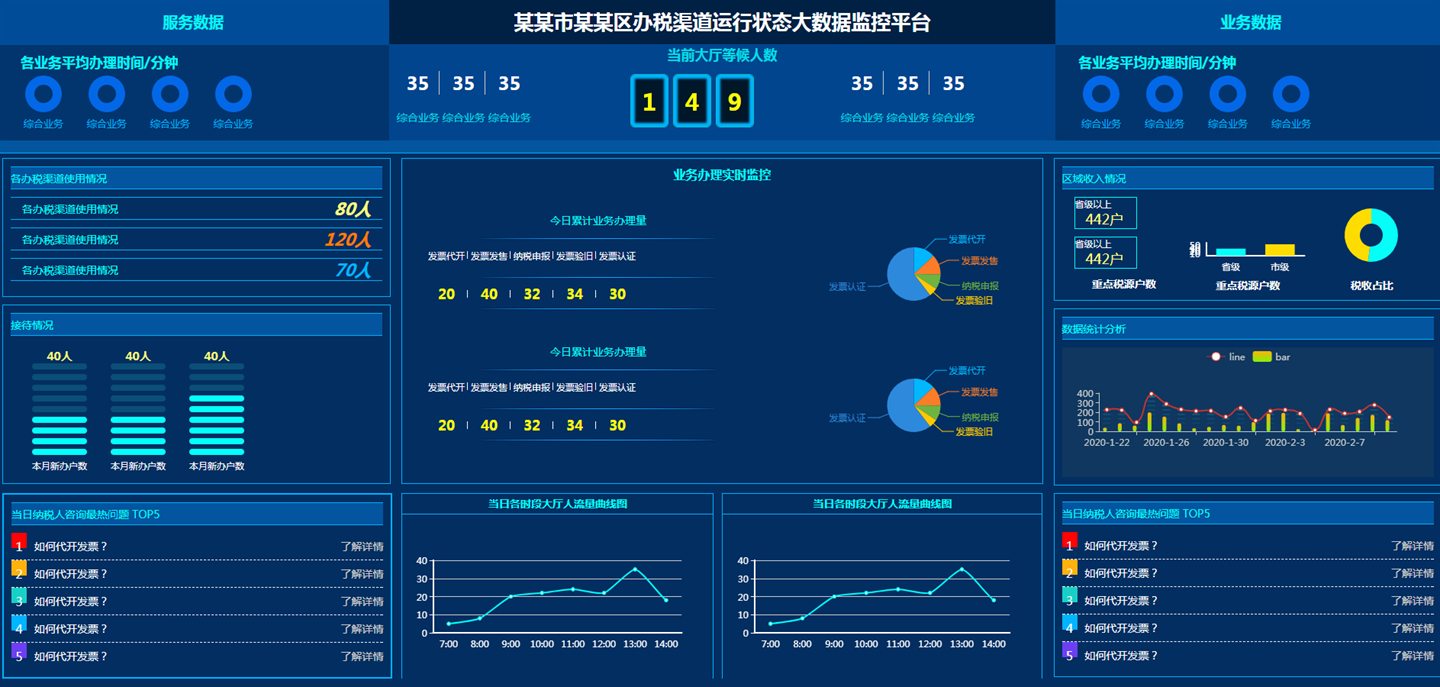 服务数据
某某市某某区办税渠道运行状态大数据监控平台
业务数据
各业务平均办理时间/分钟
综合业务 综合业务 综合业务 综合业务
35 35 35
综合业务 综合业务 综合业务
当前大厅等候人数
1 4 9
35 35 35
综合业务 综合业务 综合业务
各业务平均办理时间/分钟
综合业务 综合业务 综合业务 综合业务
各办税渠道使用情况
各办税渠道使用情况 80人
各办税渠道使用情况 120人
各办税渠道使用情况 70人
接待情况
40人 40人 40人
本月新办户数 本月新办户数 本月新办户数
当日纳税人咨询最热问题 TOP5
1 如何代开发票？ 了解详情
2 如何代开发票？ 了解详情
3 如何代开发票？ 了解详情
4 如何代开发票？ 了解详情
5 如何代开发票？ 了解详情
业务办理实时监控
今日累计业务办理量
发票代开 发票发售 纳税申报 发票验旧 发票认证
20 40 32 34 30
发票代开
发票发售
纳税申报
发票验旧
发票认证
今日累计业务办理量
发票代开 发票发售 纳税申报 发票验旧 发票认证
20 40 32 34 30
发票代开
发票发售
纳税申报
发票验旧
发票认证
当日各时段大厅人流量曲线图
40
30
20
10
0
7:00 8:00 9:00 10:00 11:00 12:00 13:00 14:00
当日各时段大厅人流量曲线图
40
30
20
10
0
7:00 8:00 9:00 10:00 11:00 12:00 13:00 14:00
区域收入情况
省级以上
442户
省级以上
442户
重点税源户数
省级 市级
重点税源户数
税收占比
数据统计分析
line bar
400
300
200
100
0
2020-1-22 2020-1-26 2020-1-30 2020-2-3 2020-2-7
当日纳税人咨询最热问题 TOP5
1 如何代开发票？ 了解详情
2 如何代开发票？ 了解详情
3 如何代开发票？ 了解详情
4 如何代开发票？ 了解详情
5 如何代开发票？ 了解详情